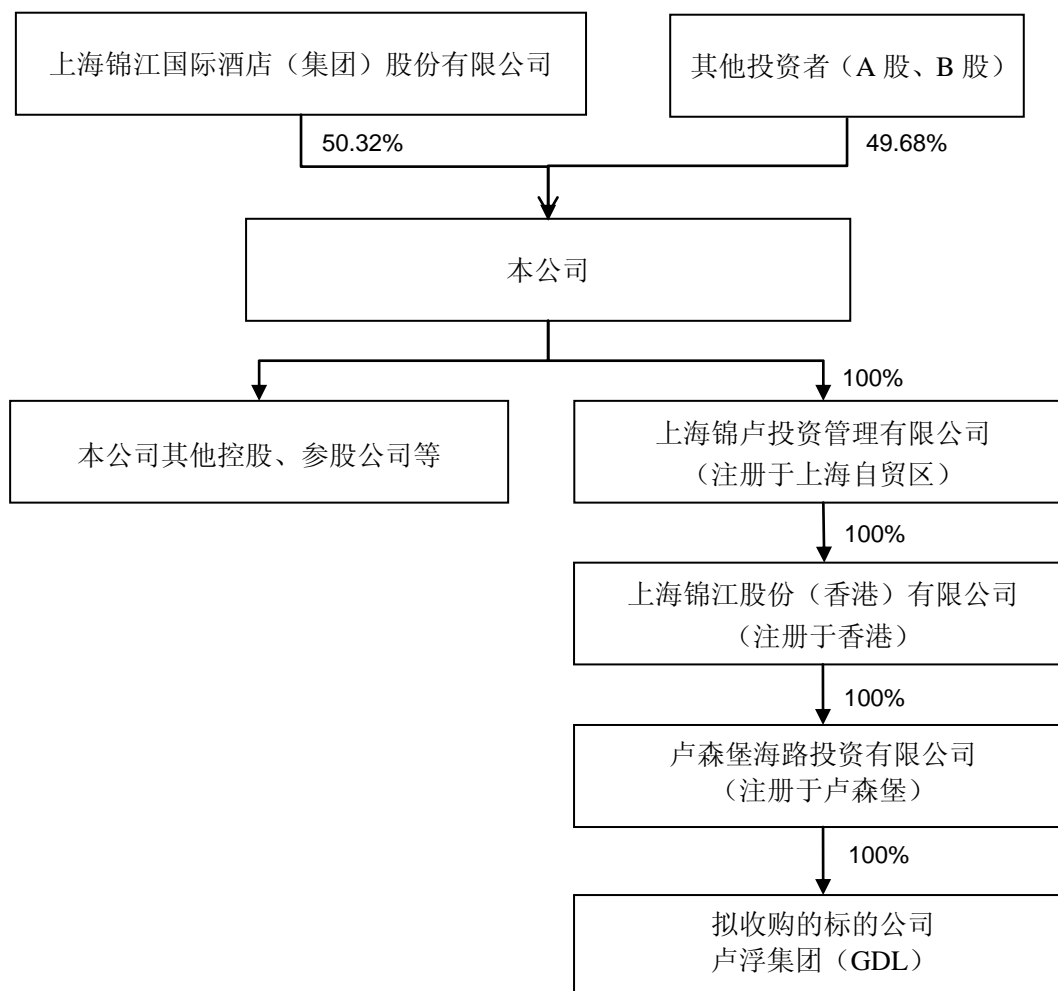 上海锦江国际酒店（集团）股份有限公司
其他投资者（A 股、B 股）
50.32%
49.68%
本公司
100%
本公司其他控股、参股公司等
上海锦卢投资管理有限公司
（注册于上海自贸区）
100%
上海锦江股份（香港）有限公司
（注册于香港）
100%
卢森堡海路投资有限公司
（注册于卢森堡）
100%
拟收购的标的公司
卢浮集团（GDL）